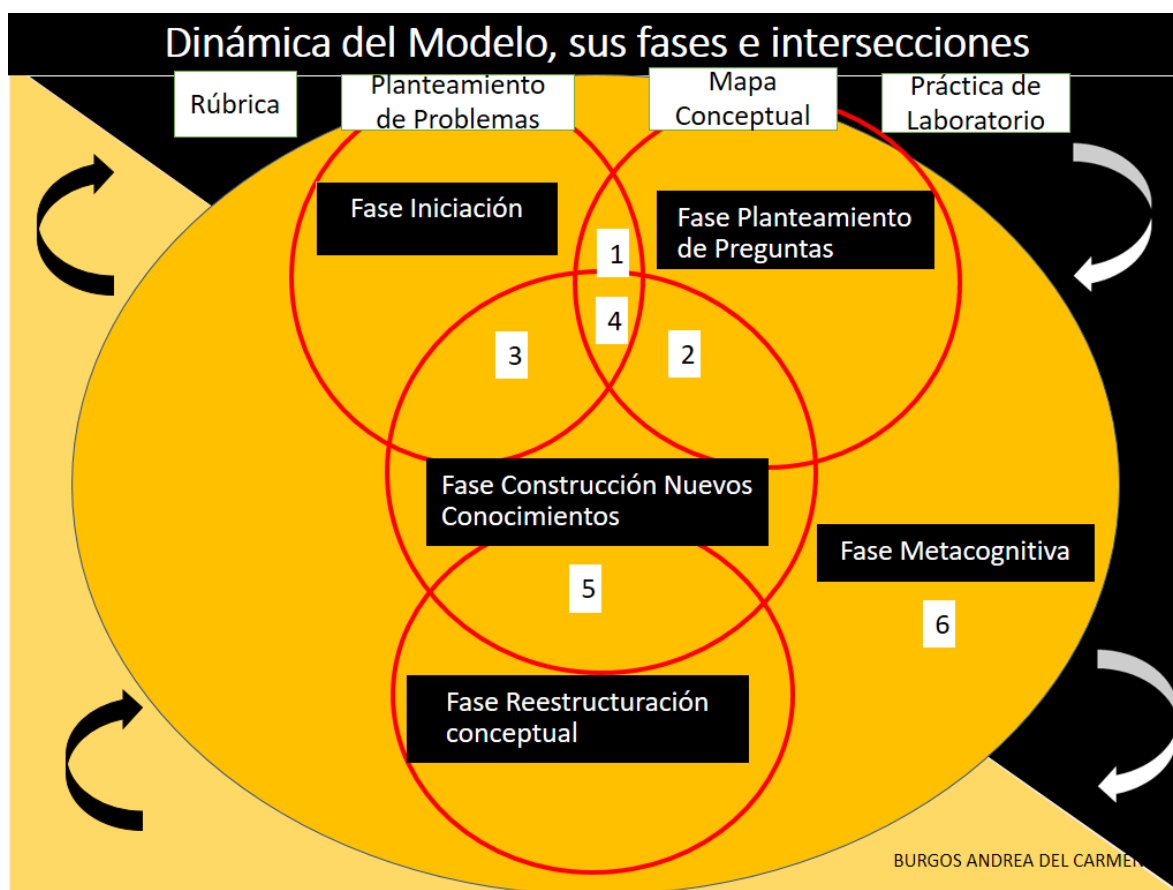 Dinámica del Modelo, sus fases e intersecciones
Rúbrica
Planteamiento
de Problemas
Mapa
Conceptual
Práctica de
Laboratorio
Fase Iniciación
Fase Planteamiento
de Preguntas
1
4
3
2
Fase Construcción Nuevos
Conocimientos
Fase Metacognitiva
5
6
Fase Reestructuración
conceptual
BURGOS ANDREA DEL CARMEN